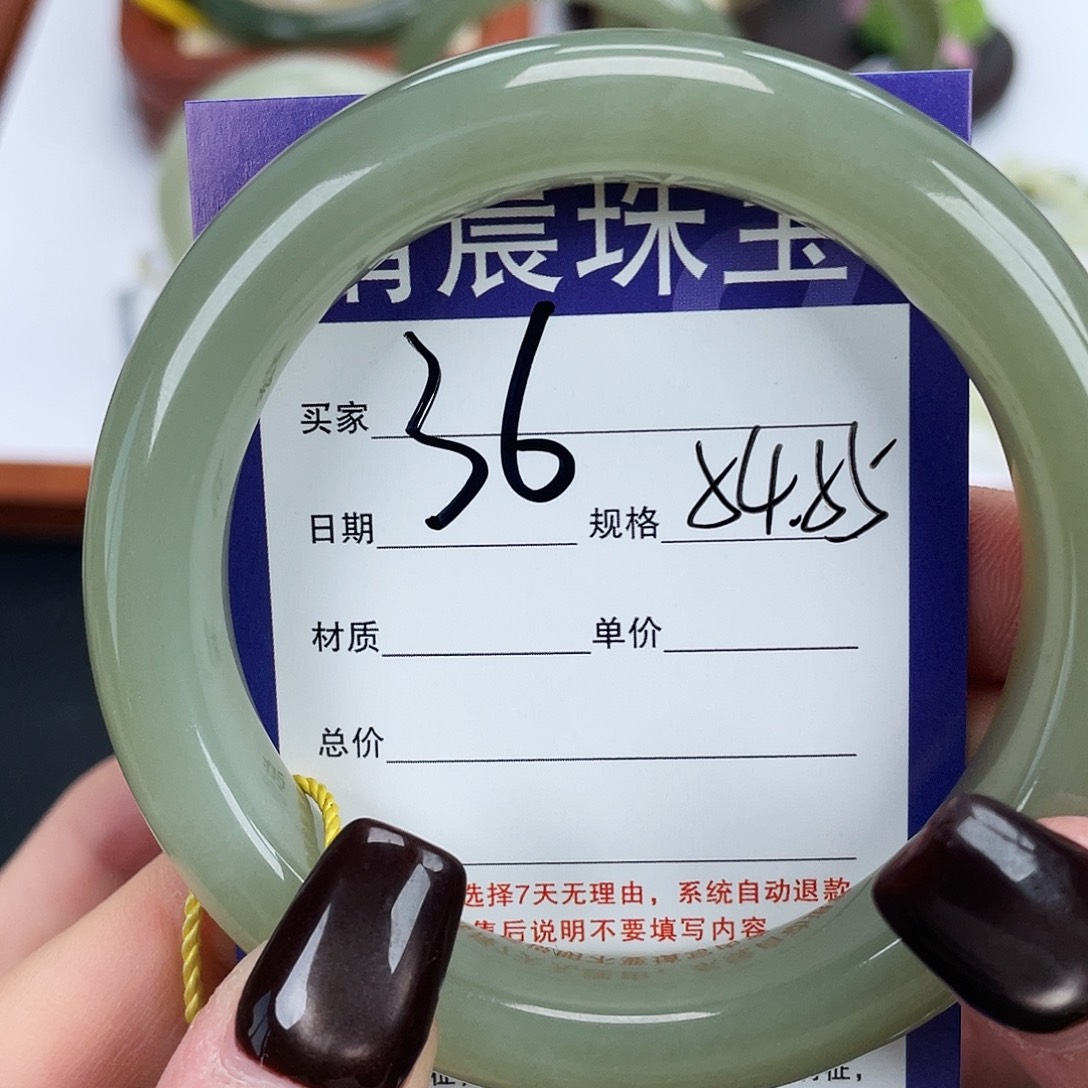 晨珠宝
买家 36
日期 规格 84.85
材质 单价
总价
选择7天无理由，系统自动退款
售后说明不要填写内容